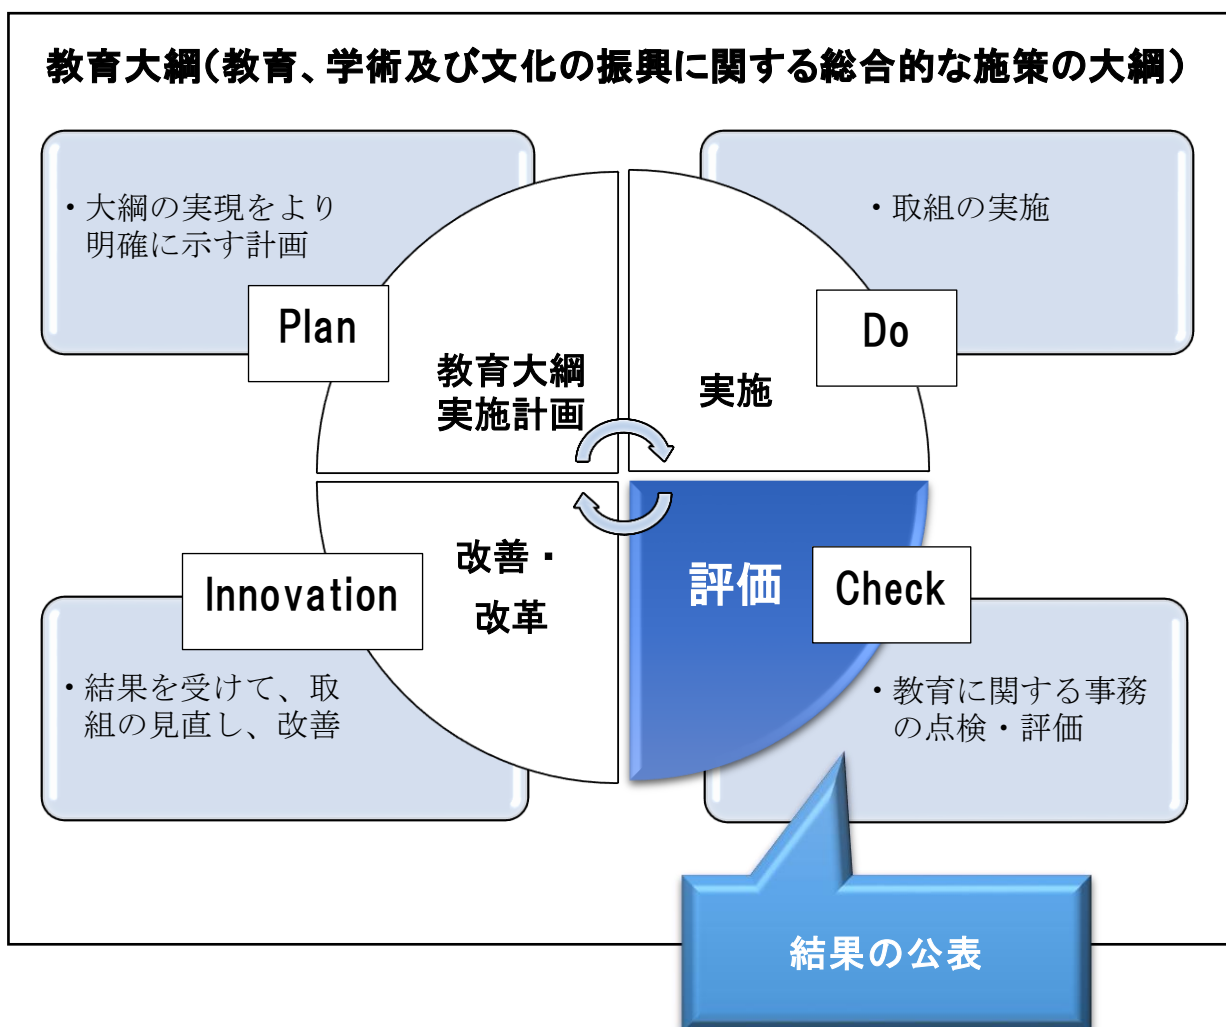 教育大綱(教育、学術及び文化の振興に関する総合的な施策の大綱)
・大綱の実現をより
明確に示す計画
Plan
教育大綱
実施計画
・取組の実施
Do
実施
Innovation
改善・
改革
・結果を受けて、取
組の見直し、改善
評価
Check
・教育に関する事務
の点検・評価
結果の公表